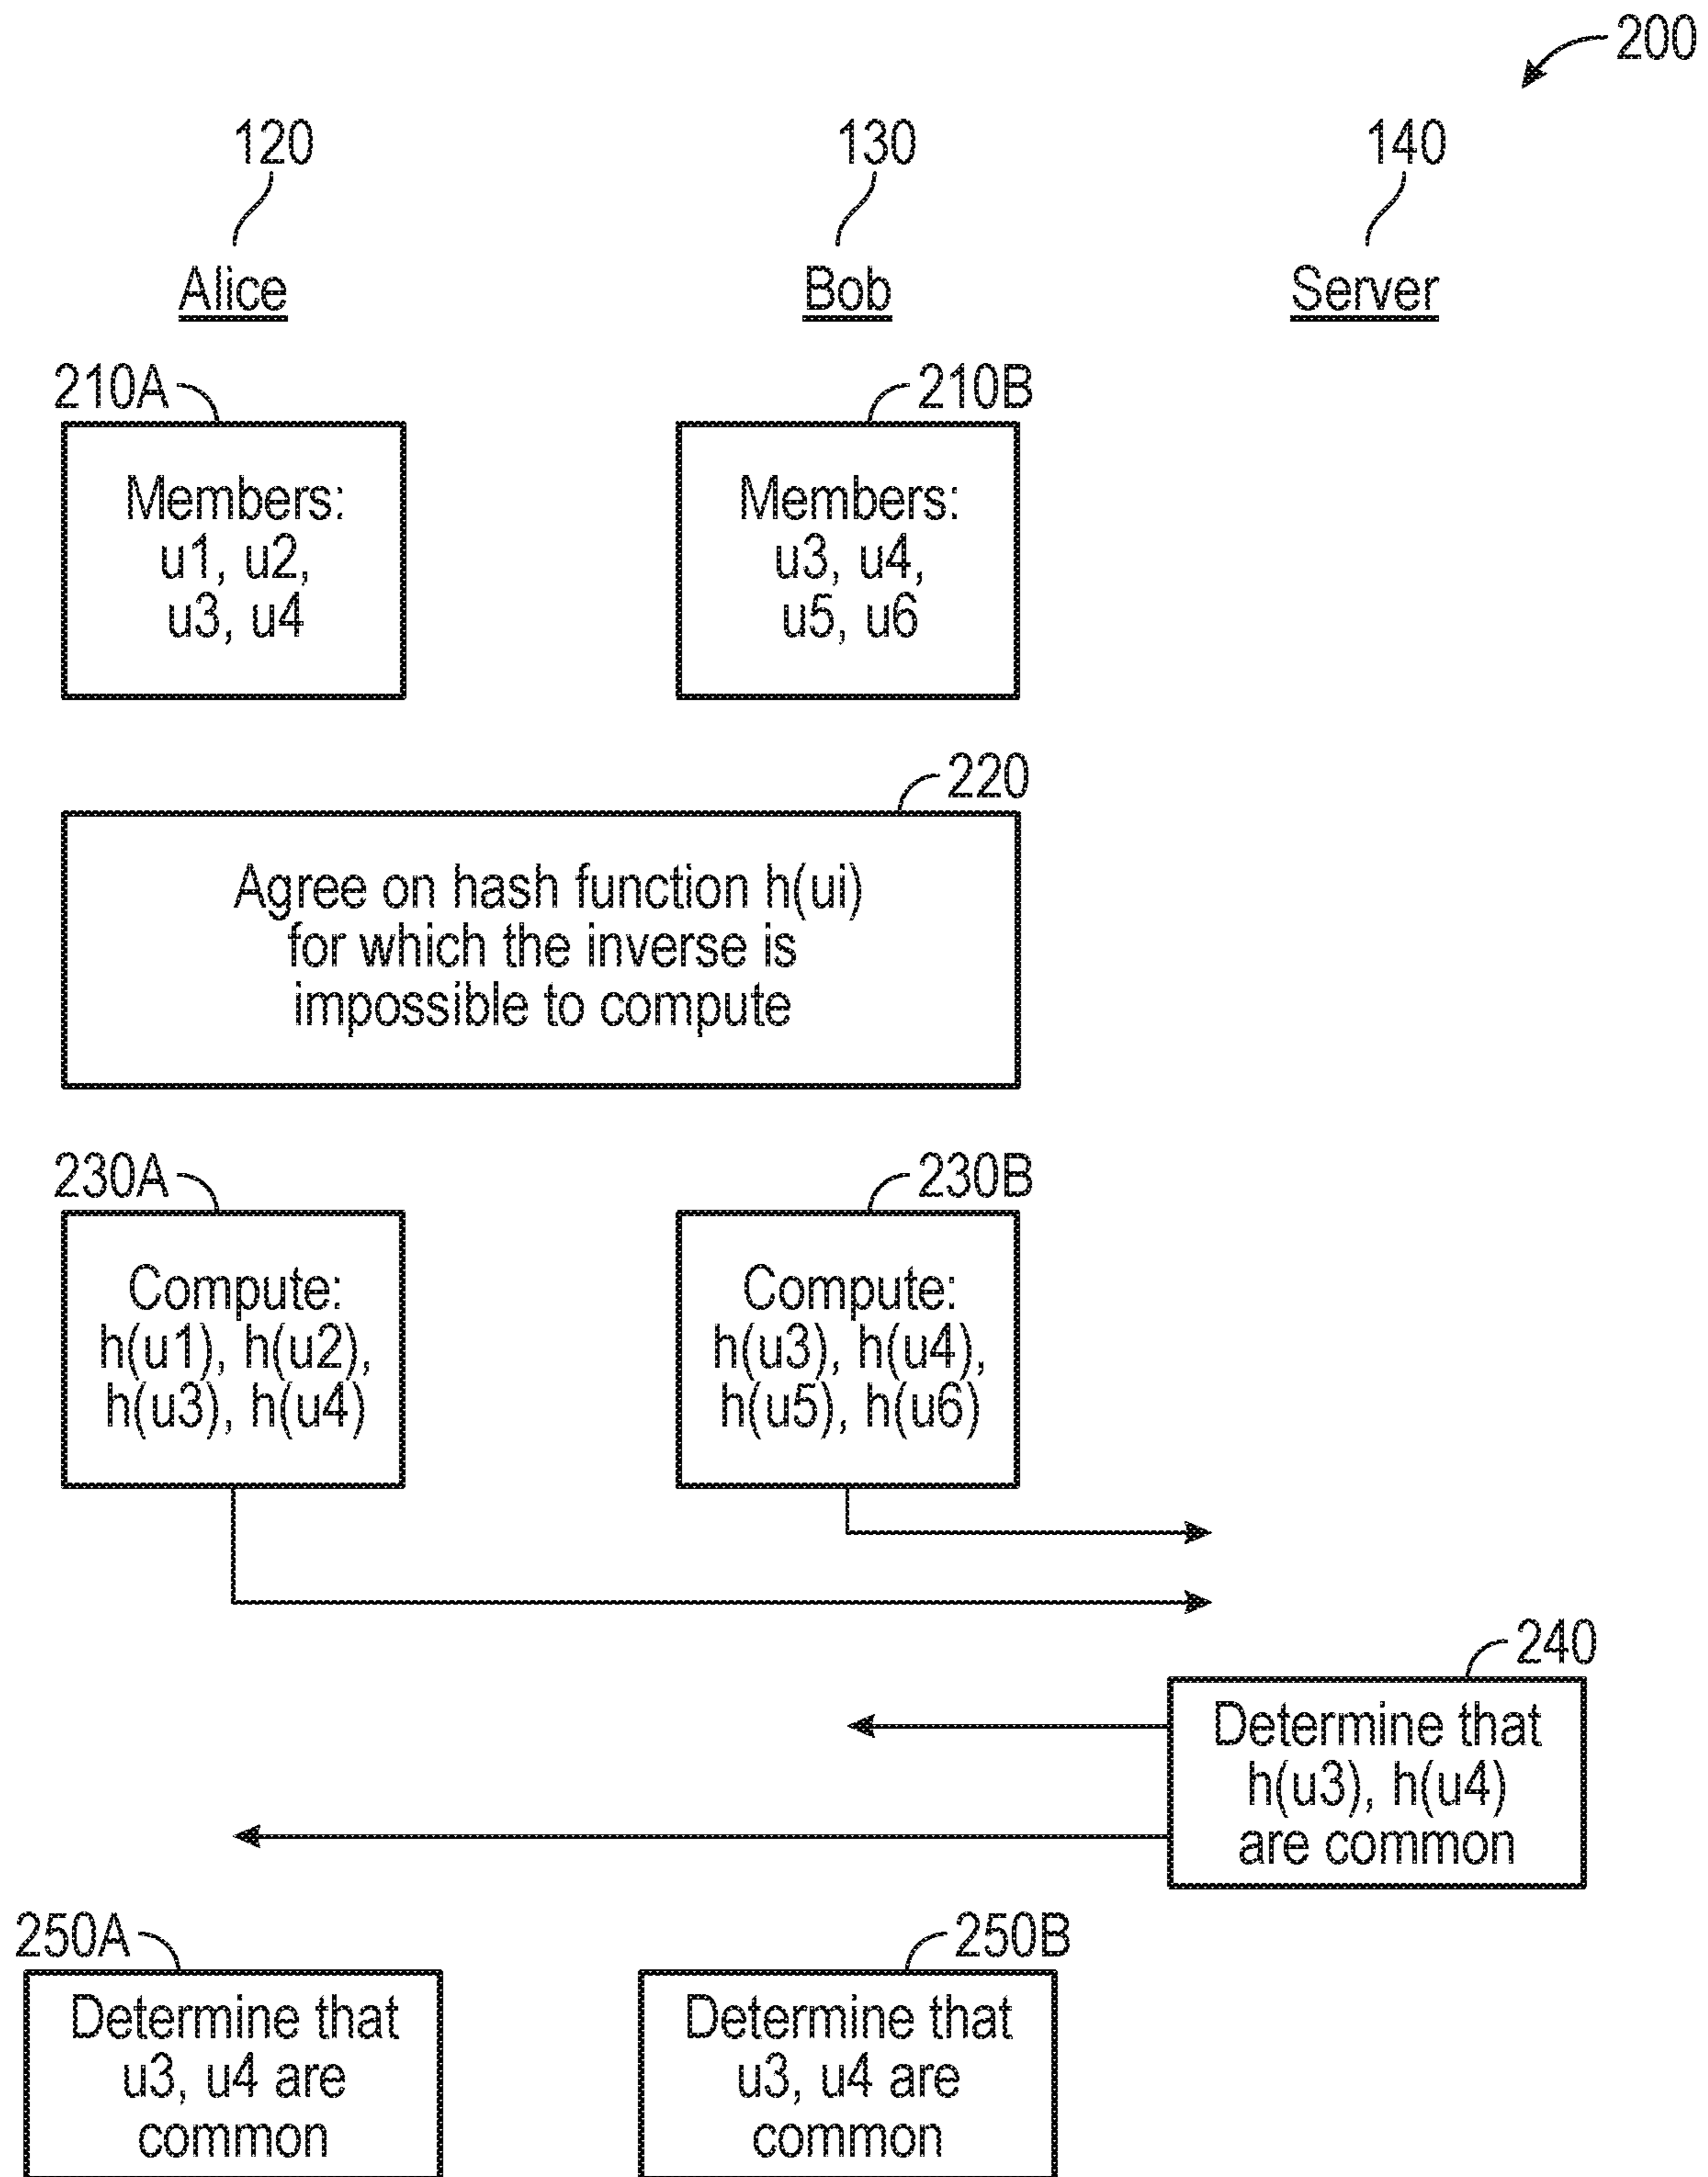 200
120
130
140
Alice
Bob
Server
210A
210B
Members:
u1, u2,
u3, u4
Members:
u3, u4,
u5, u6
220
Agree on hash function h(ui)
for which the inverse is
impossible to compute
230A
230B
Compute:
h(u1), h(u2),
h(u3), h(u4)
Compute:
h(u3), h(u4),
h(u5), h(u6)
240
Determine that
h(u3), h(u4)
are common
250A
250B
Determine that
u3, u4 are
common
Determine that
u3, u4 are
common